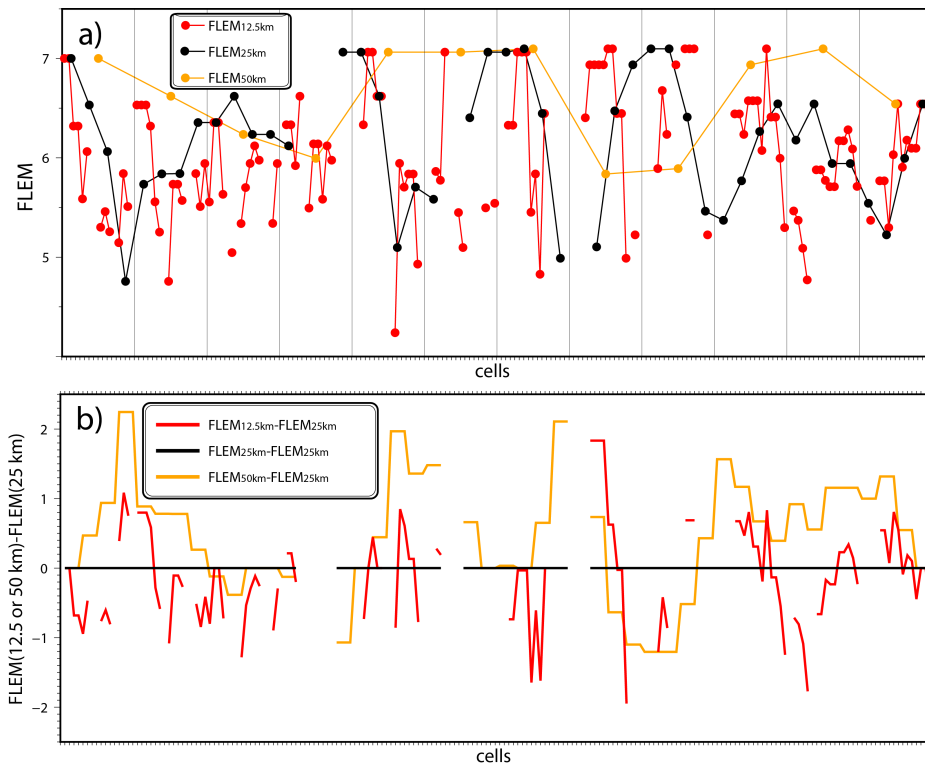 a)
FLEM12.5km
FLEM25km
FLEM50km
7
6
5
FLEM
cells
b)
FLEM12.5km-FLEM25km
FLEM25km-FLEM25km
FLEM50km-FLEM25km
2
1
0
−1
−2
FLEM(12.5 or 50 km)-FLEM(25 km)
cells